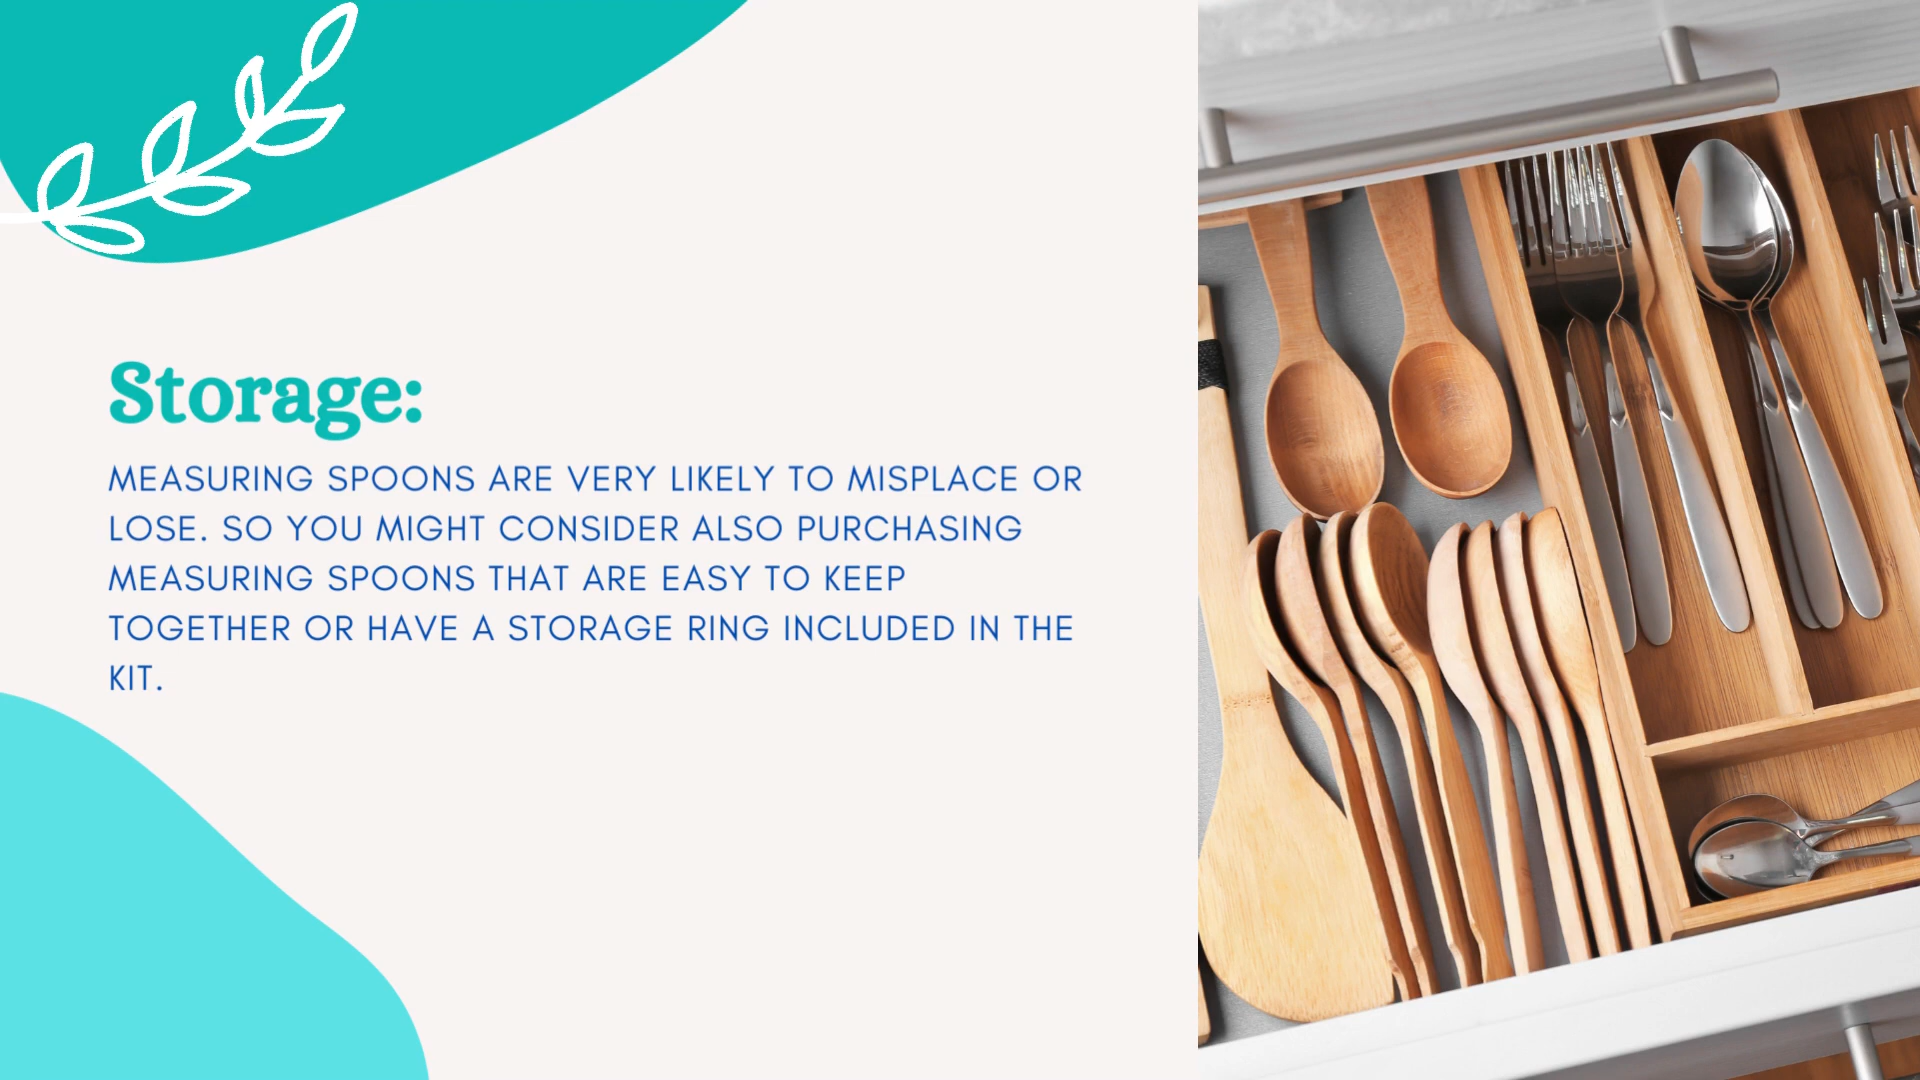 Storage:
MEASURING SPOONS ARE VERY LIKELY TO MISPLACE OR
LOSE. SO YOU MIGHT CONSIDER ALSO PURCHASING
MEASURING SPOONS THAT ARE EASY TO KEEP
TOGETHER OR HAVE A STORAGE RING INCLUDED IN THE
KIT.